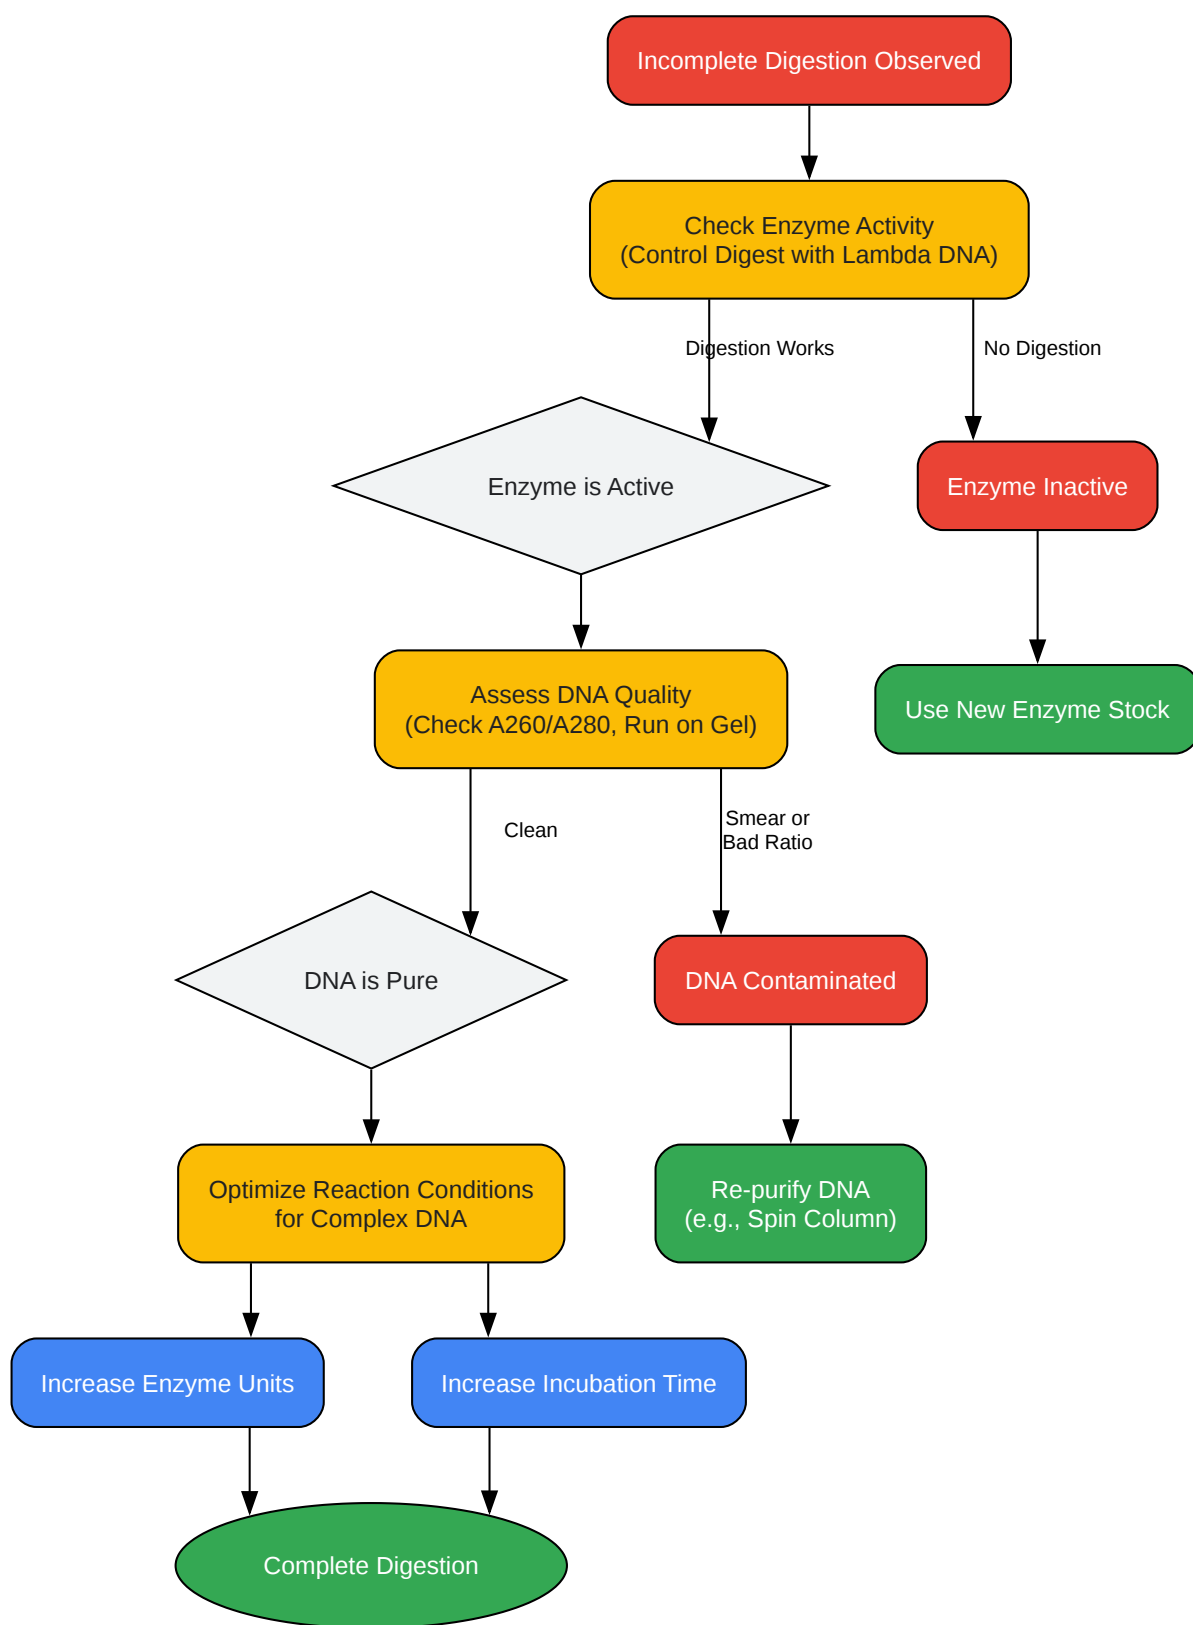 Incomplete Digestion Observed
Check Enzyme Activity
(Control Digest with Lambda DNA)
Digestion Works
No Digestion
Enzyme is Active
Enzyme Inactive
Assess DNA Quality
(Check A260/A280, Run on Gel)
Use New Enzyme Stock
Clean
Smear or
Bad Ratio
DNA is Pure
DNA Contaminated
Optimize Reaction Conditions
for Complex DNA
Re-purify DNA
(e.g., Spin Column)
Increase Enzyme Units
Increase Incubation Time
Complete Digestion